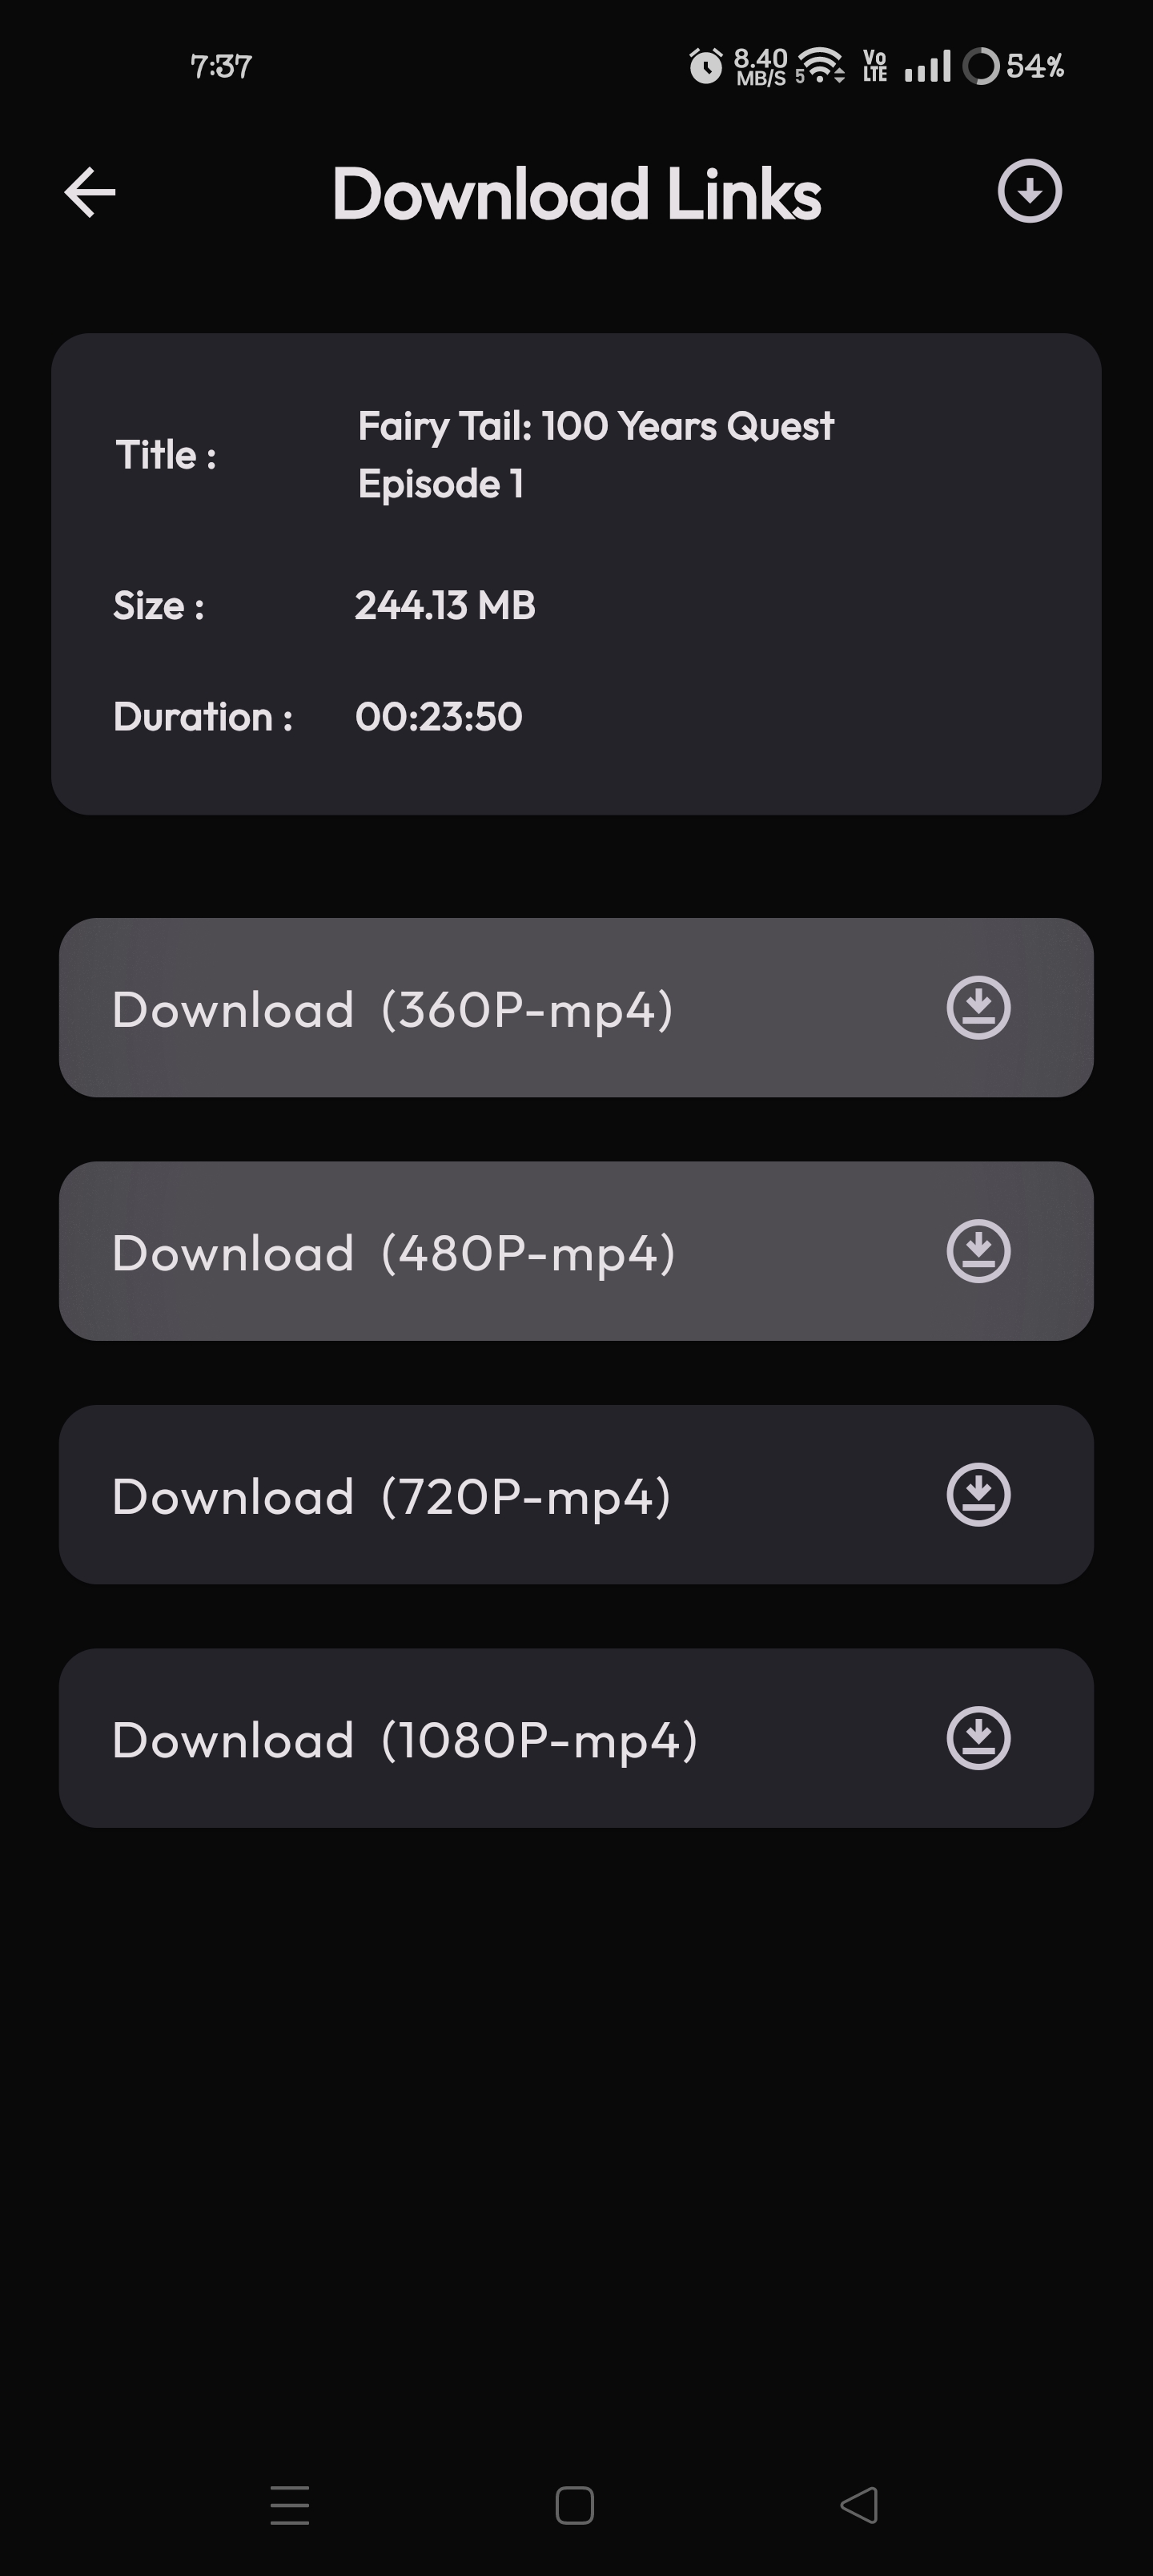 7:37
8.40
MB/S
5
Vo
LTE
54%
Download Links
Title :
Fairy Tail: 100 Years Quest
Episode 1
Size :
244.13 MB
Duration :
00:23:50
Download (360P-mp4)
Download (480P-mp4)
Download (720P-mp4)
Download (1080P-mp4)